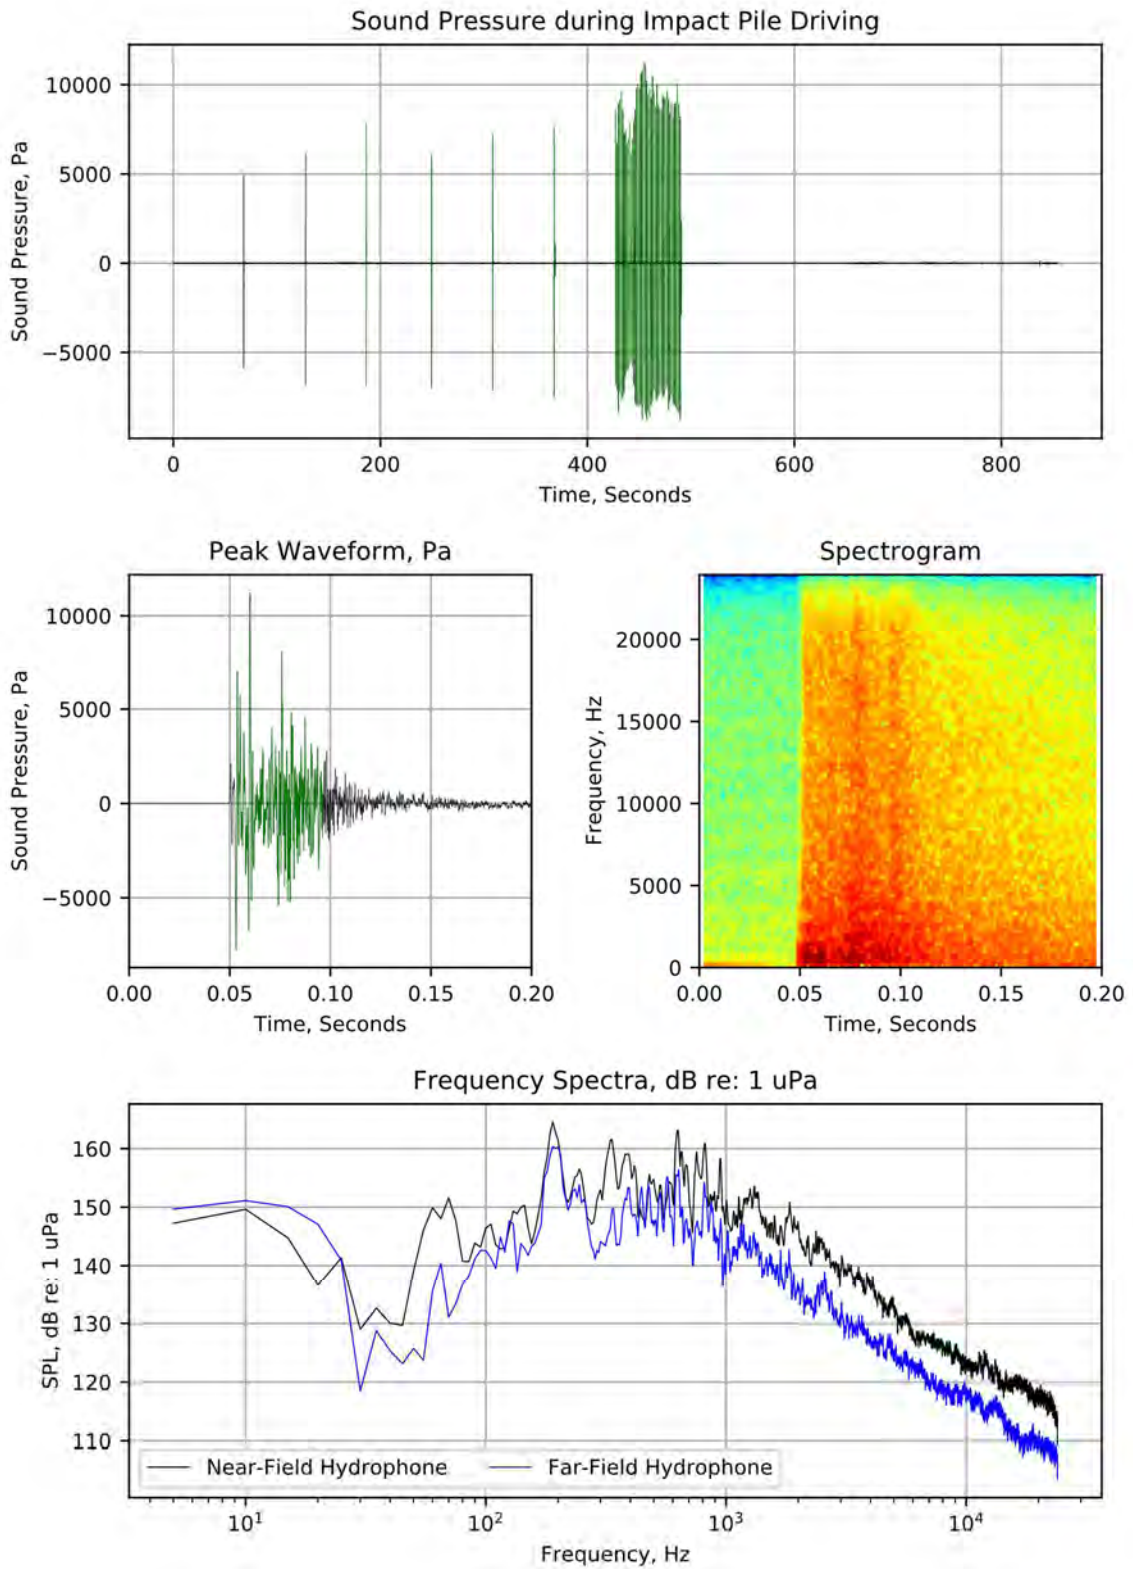 Sound Pressure during Impact Pile Driving
10000
5000
0
−5000
Sound Pressure, Pa
0 200 400 600 800
Time, Seconds
Peak Waveform, Pa
10000
5000
0
−5000
Sound Pressure, Pa
0.00 0.05 0.10 0.15 0.20
Time, Seconds
Spectrogram
20000
15000
10000
5000
0
Frequency, Hz
0.00 0.05 0.10 0.15 0.20
Time, Seconds
Frequency Spectra, dB re: 1 uPa
160
150
140
130
120
110
SPL, dB re: 1 uPa
Near-Field Hydrophone Far-Field Hydrophone
10¹ 10² 10³ 10⁴
Frequency, Hz